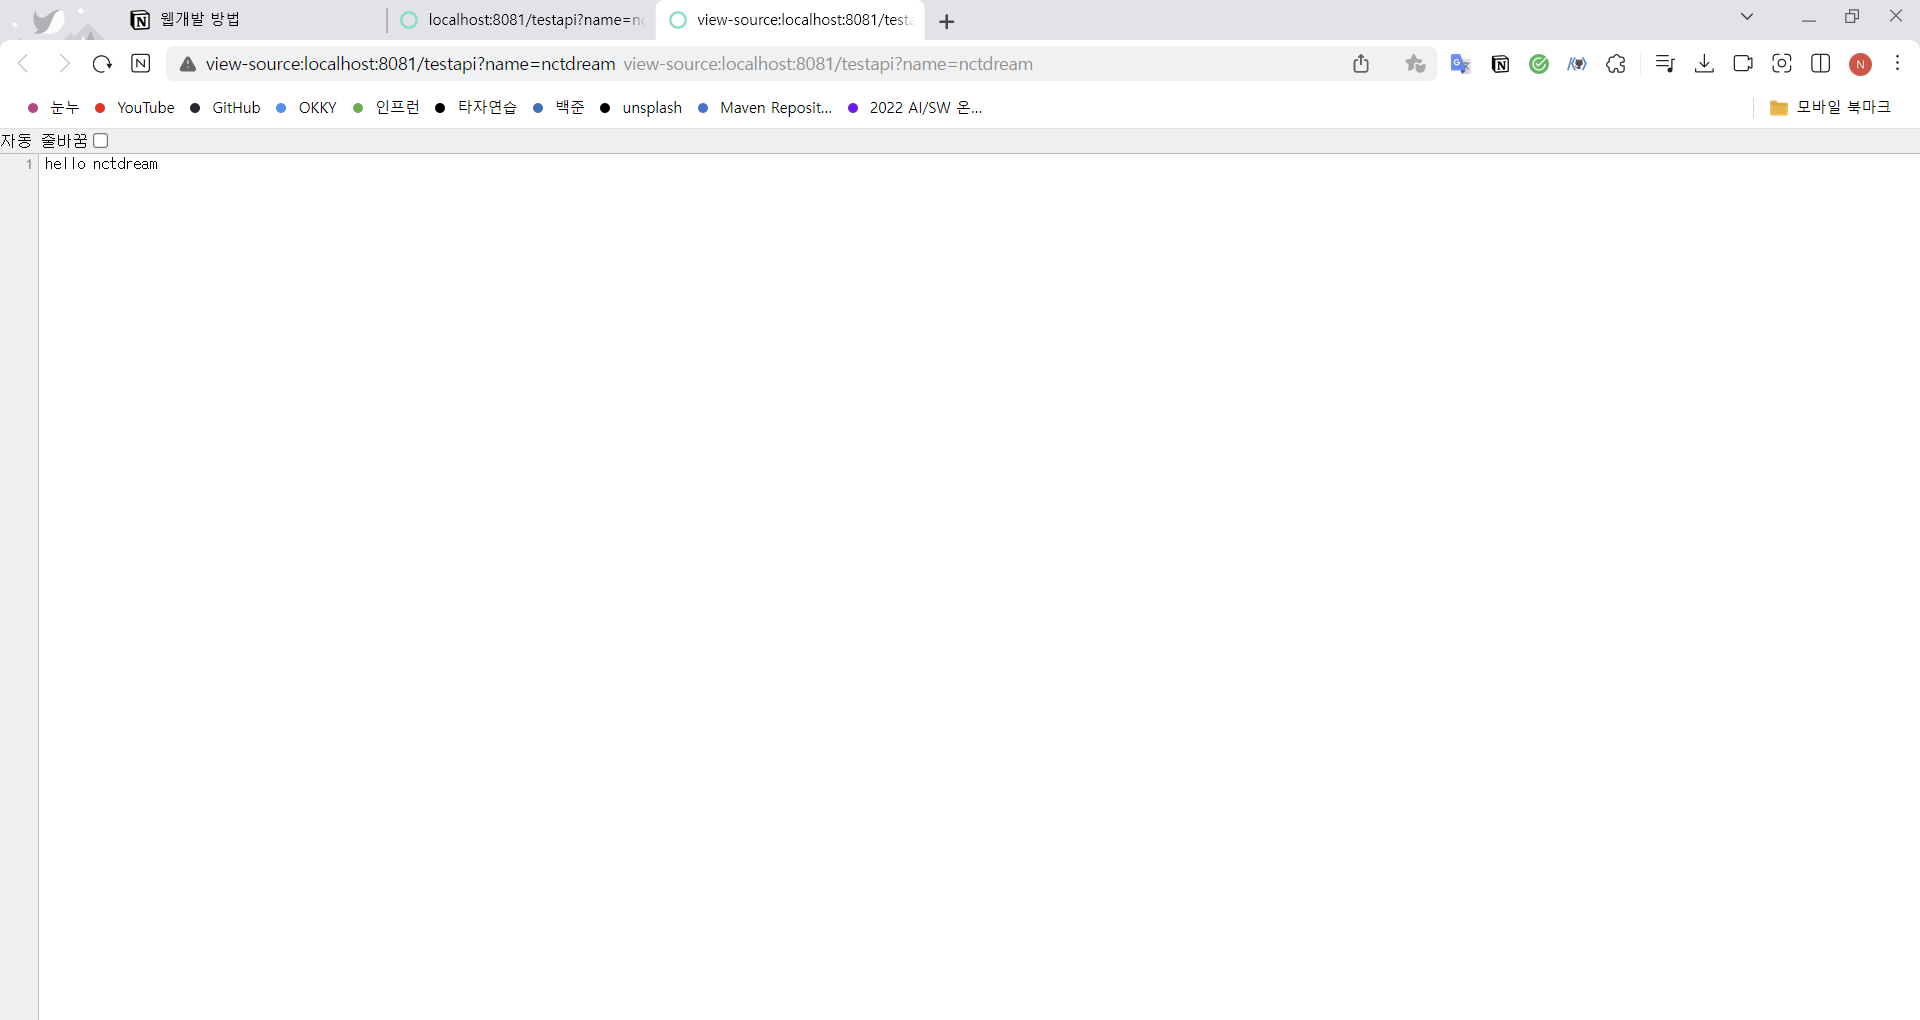 웹개발 방법
localhost:8081/testapi?name=nc
view-source:localhost:8081/testa
view-source:localhost:8081/testapi?name=nctdream view-source:localhost:8081/testapi?name=nctdream
눈누 YouTube GitHub OKKY 인프런 타자연습 백준 unsplash Maven Reposit... 2022 AI/SW 온... 모바일 북마크
자동 줄바꿈
1 hello nctdream